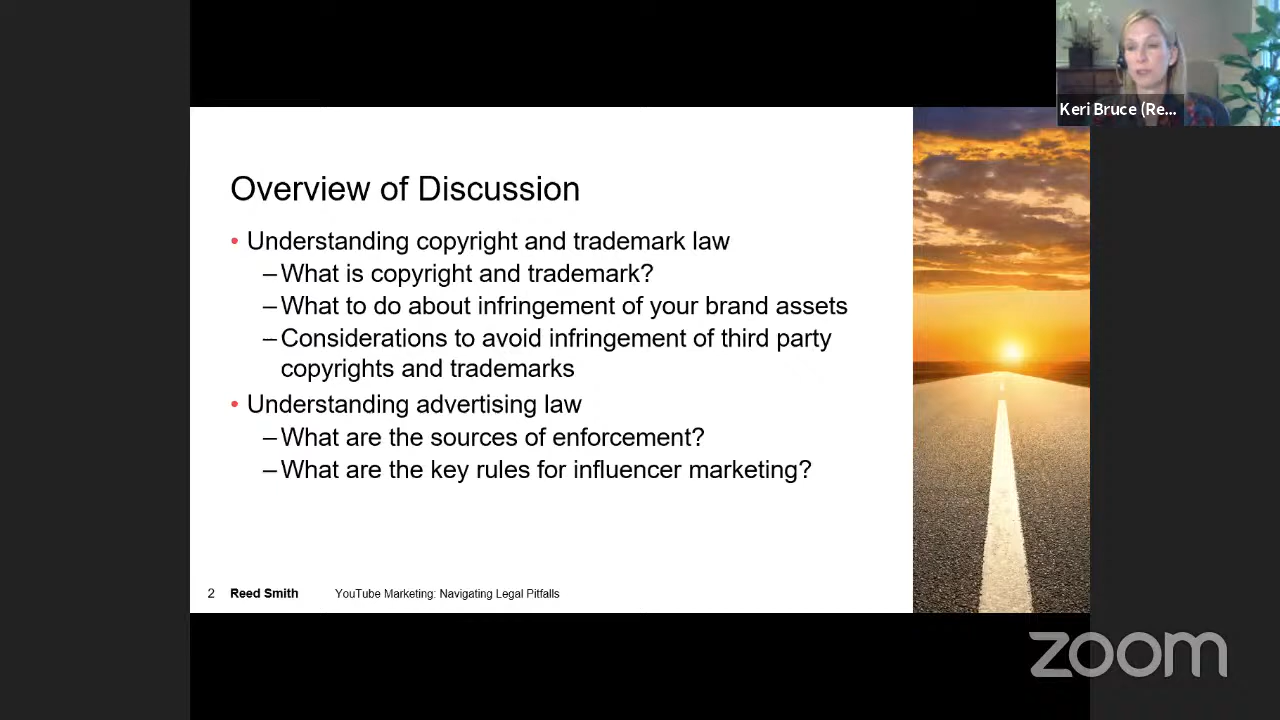 Keri Bruce (Re...
Overview of Discussion
• Understanding copyright and trademark law
–What is copyright and trademark?
–What to do about infringement of your brand assets
–Considerations to avoid infringement of third party
copyrights and trademarks
• Understanding advertising law
–What are the sources of enforcement?
–What are the key rules for influencer marketing?
2 Reed Smith YouTube Marketing: Navigating Legal Pitfalls
zoom